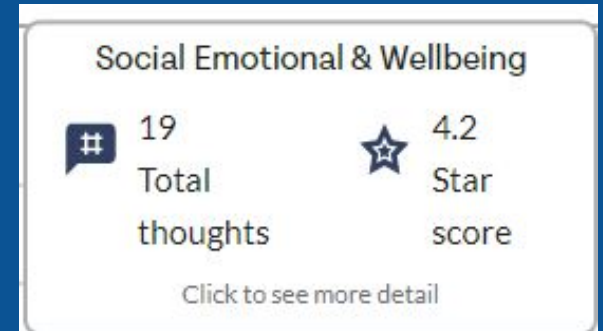 Social Emotional & Wellbeing
# 19 4.2
Total Star
thoughts score
Click to see more detail